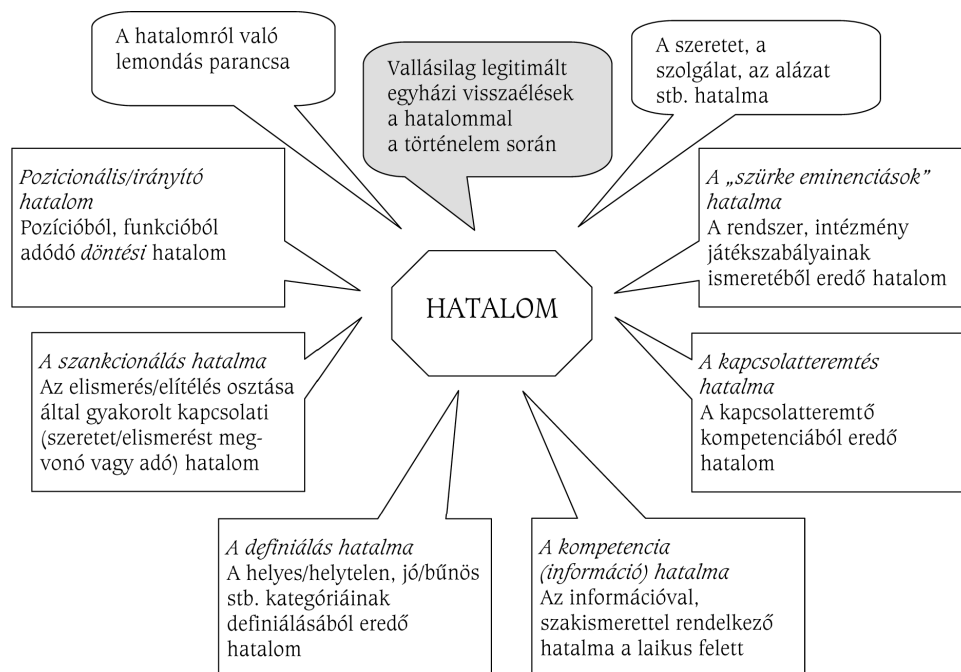 A hatalomról való
lemondás parancsa
Vallásilag legitimált
egyházi visszaélések
a hatalommal
a történelem során
A szeretet, a
szolgálat, az alázat
stb. hatalma
Pozicionális/irányító
hatalom
Pozícióból, funkcióból
adódó döntési hatalom
A „szürke eminenciások”
hatalma
A rendszer, intézmény
játékszabályainak
ismeretéből eredő hatalom
HATALOM
A szankcionálás hatalma
Az elismerés/elítélés osztása
által gyakorolt kapcsolati
(szeretet/elismerést meg-
vonó vagy adó) hatalom
A kapcsolatteremtés
hatalma
A kapcsolatteremtő
kompetenciából eredő
hatalom
A definiálás hatalma
A helyes/helytelen, jó/bűnös
stb. kategóriáinak
definiálásából eredő
hatalom
A kompetencia
(információ) hatalma
Az információval,
szakismerettel rendelkező
hatalma a laikus felett